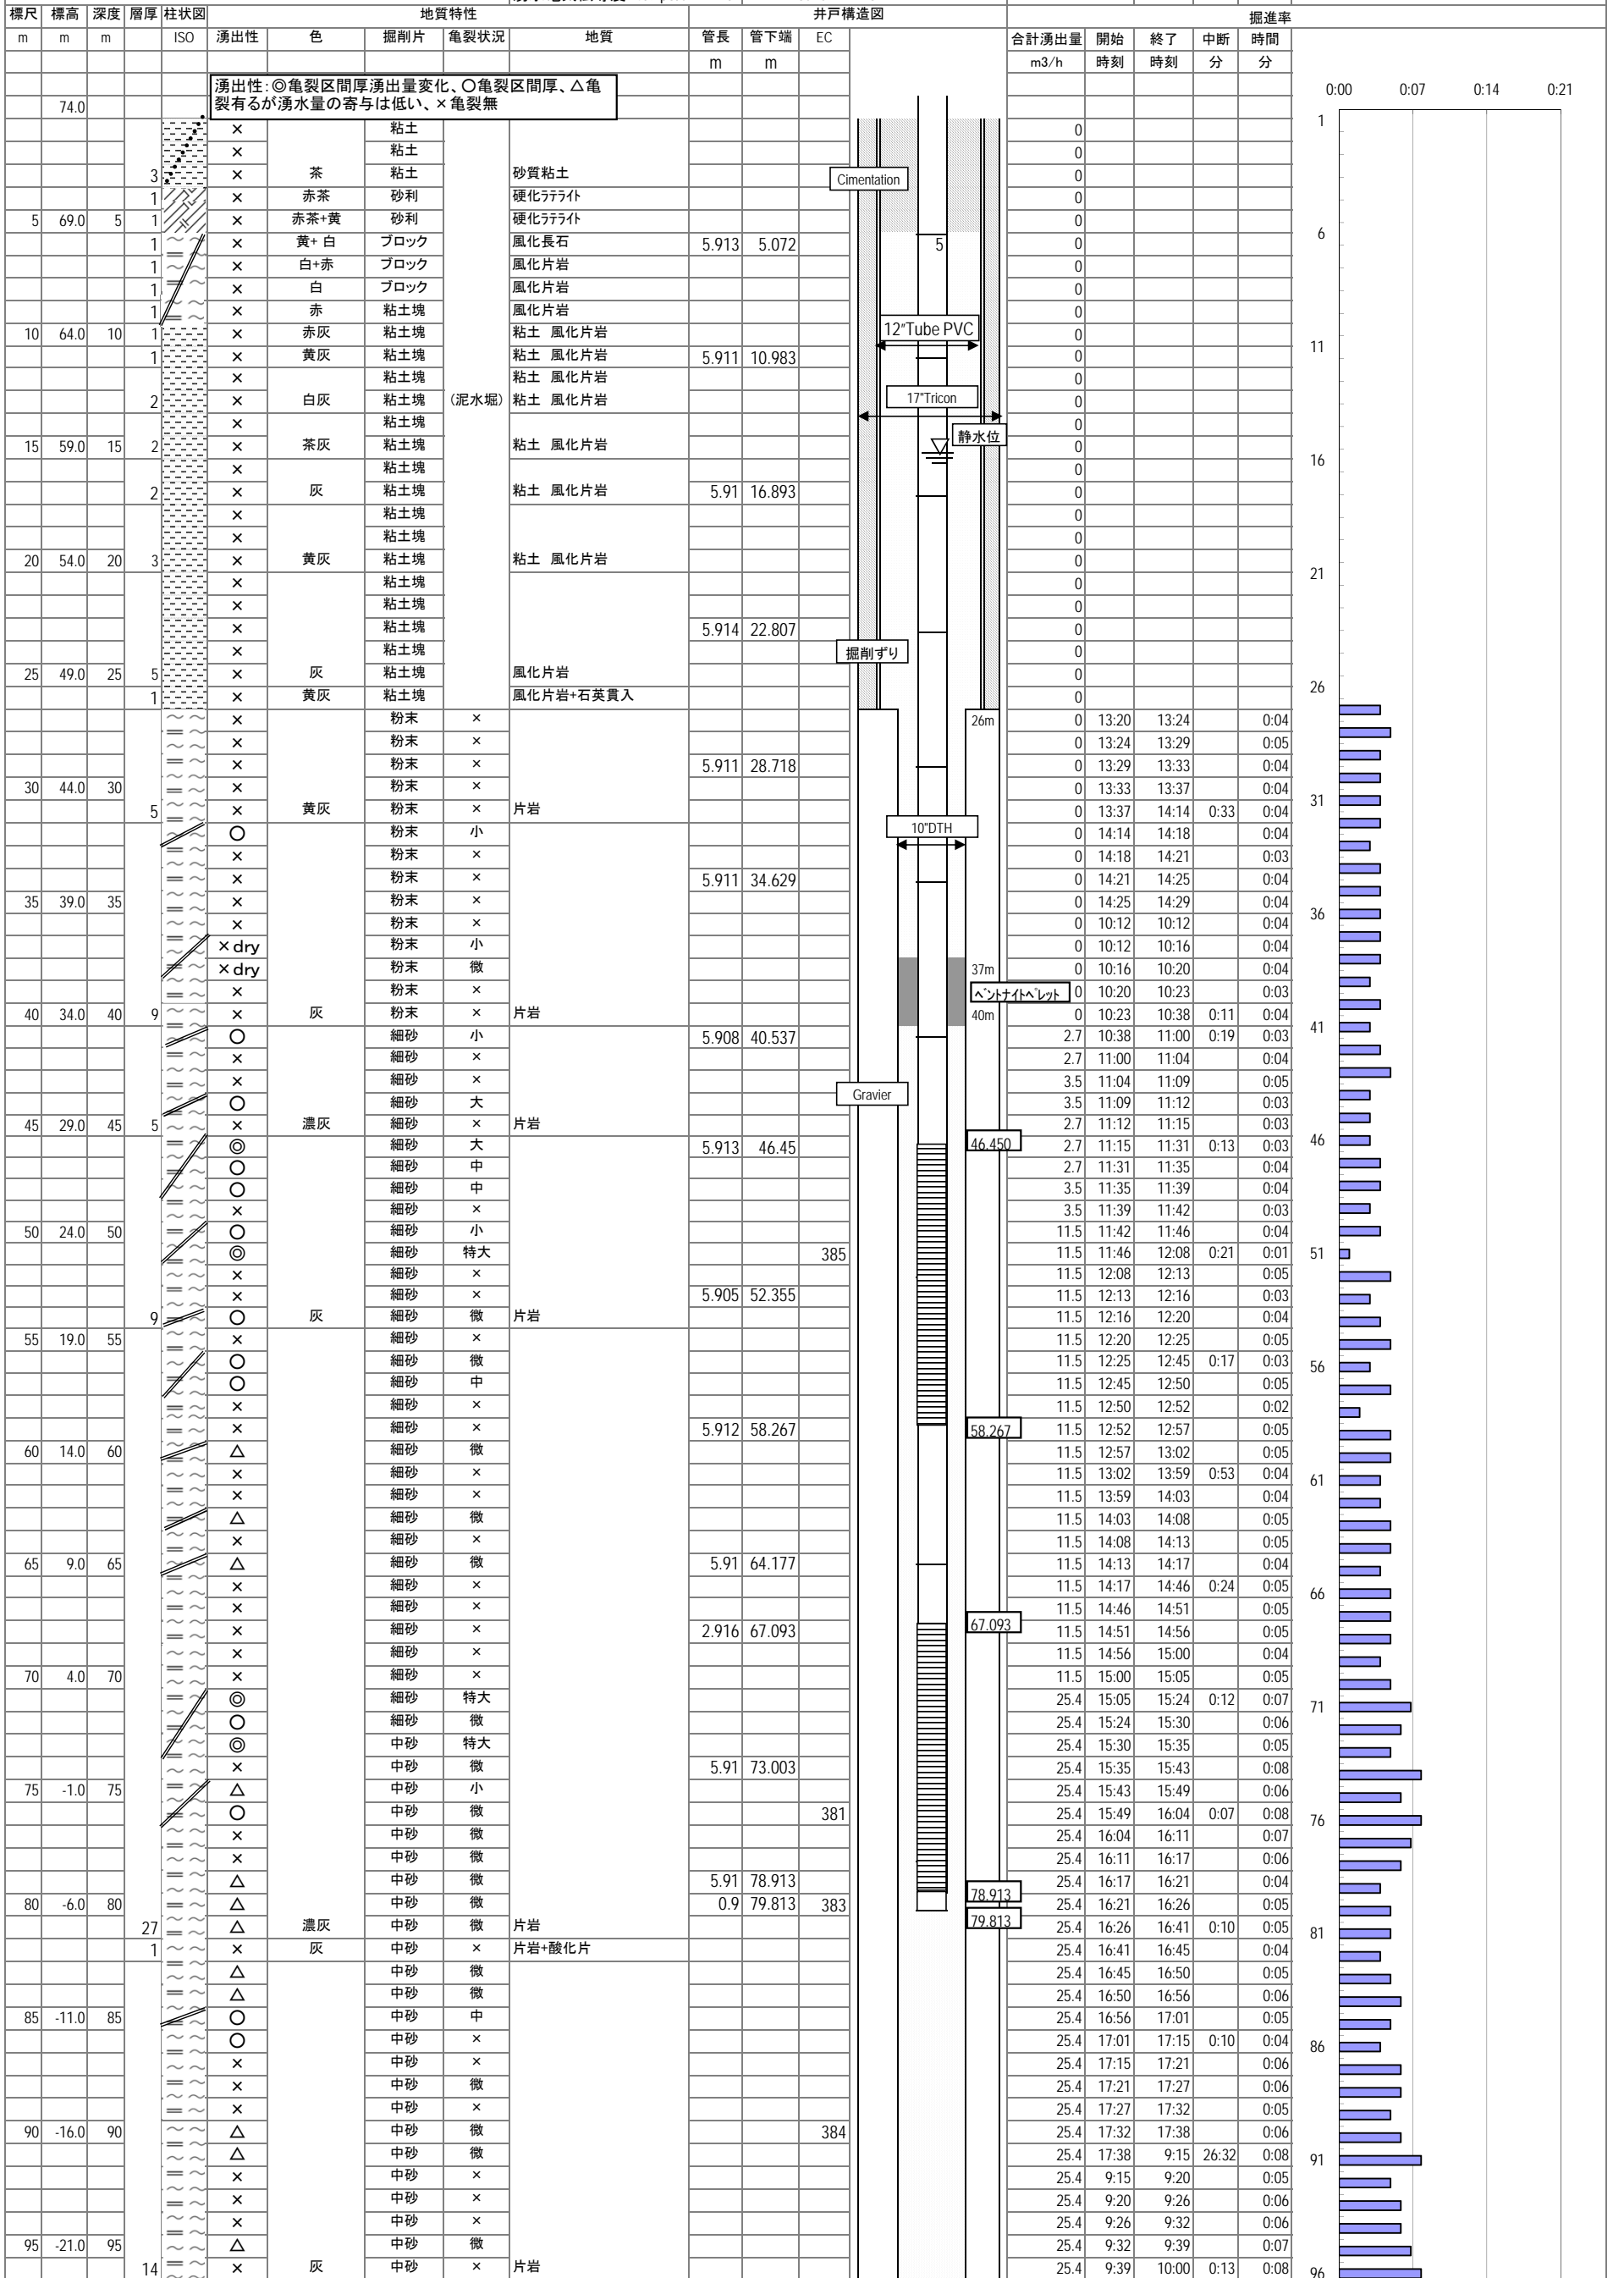 標尺 標高 深度 層厚 柱状図 地質特性 井戸構造図 掘進率
m m m ISO 湧出性 色 掘削片 亀裂状況 地質 管長 管下端 EC 合計湧出量 開始 終了 中断 時間
m m m3/h 時刻 時刻 分 分
湧出性:◎亀裂区間厚湧出量変化、〇亀裂区間厚、△亀
裂有るが湧水量の寄与は低い、×亀裂無
0:00 0:07 0:14 0:21
74.0
× 粘土 0 1
× 粘土 0
3 × 茶 粘土 砂質粘土 Cimentation 0
1 × 赤茶 砂利 硬化ラテライト 0
5 69.0 5 1 × 赤茶+黄 砂利 硬化ラテライト 0
1 × 黄+ 白 ブロック 風化長石 5.913 5.072 5 0 6
1 × 白+赤 ブロック 風化片岩 0
1 × 白 ブロック 風化片岩 0
1 × 赤 粘土塊 風化片岩 0
10 64.0 10 1 × 赤灰 粘土塊 粘土 風化片岩 12"Tube PVC 0
1 × 黄灰 粘土塊 粘土 風化片岩 5.911 10.983 0 11
× 粘土塊 粘土 風化片岩 0
2 × 白灰 粘土塊 (泥水堀) 粘土 風化片岩 17"Tricon 0
× 粘土塊 0
15 59.0 15 2 × 茶灰 粘土塊 粘土 風化片岩 静水位 0
× 粘土塊 0 16
2 × 灰 粘土塊 粘土 風化片岩 5.91 16.893 0
× 粘土塊 0
× 粘土塊 0
20 54.0 20 3 × 黄灰 粘土塊 粘土 風化片岩 0
× 粘土塊 0 21
× 粘土塊 0
× 粘土塊 5.914 22.807 0
× 粘土塊 掘削ずり 0
25 49.0 25 5 × 灰 粘土塊 風化片岩 0
1 × 黄灰 粘土塊 風化片岩+石英貫入 0 26
× 粉末 × 26m 0 13:20 13:24 0:04
× 粉末 × 0 13:24 13:29 0:05
× 粉末 × 5.911 28.718 0 13:29 13:33 0:04
30 44.0 30 × 粉末 × 0 13:33 13:37 0:04
5 × 黄灰 粉末 × 片岩 0 13:37 14:14 0:33 0:04 31
〇 粉末 小 10"DTH 0 14:14 14:18 0:04
× 粉末 × 0 14:18 14:21 0:03
× 粉末 × 5.911 34.629 0 14:21 14:25 0:04
35 39.0 35 × 粉末 × 0 14:25 14:29 0:04
× 粉末 × 0 10:12 10:12 0:04 36
×dry 粉末 小 0 10:12 10:16 0:04
×dry 粉末 微 37m 0 10:16 10:20 0:04
× 粉末 × ベントナイトペレット 0 10:20 10:23 0:03
40 34.0 40 9 × 灰 粉末 × 片岩 40m 0 10:23 10:38 0:11 0:04
〇 細砂 小 5.908 40.537 2.7 10:38 11:00 0:19 0:03 41
× 細砂 × 2.7 11:00 11:04 0:04
× 細砂 × 3.5 11:04 11:09 0:05
〇 細砂 大 Gravier 3.5 11:09 11:12 0:03
45 29.0 45 5 × 濃灰 細砂 × 片岩 2.7 11:12 11:15 0:03
◎ 細砂 大 5.913 46.45 46.450 2.7 11:15 11:31 0:13 0:03 46
〇 細砂 中 2.7 11:31 11:35 0:04
〇 細砂 中 3.5 11:35 11:39 0:04
× 細砂 × 3.5 11:39 11:42 0:03
50 24.0 50 〇 細砂 小 11.5 11:42 11:46 0:04
◎ 細砂 特大 385 11.5 11:46 12:08 0:21 0:01 51
× 細砂 × 11.5 12:08 12:13 0:05
× 細砂 × 5.905 52.355 11.5 12:13 12:16 0:03
9 〇 灰 細砂 微 片岩 11.5 12:16 12:20 0:04
55 19.0 55 × 細砂 × 11.5 12:20 12:25 0:05
〇 細砂 微 11.5 12:25 12:45 0:17 0:03 56
〇 細砂 中 11.5 12:45 12:50 0:05
× 細砂 × 11.5 12:50 12:52 0:02
× 細砂 × 5.912 58.267 58.267 11.5 12:52 12:57 0:05
60 14.0 60 △ 細砂 微 11.5 12:57 13:02 0:05
× 細砂 × 11.5 13:02 13:59 0:53 0:04 61
× 細砂 × 11.5 13:59 14:03 0:04
△ 細砂 微 11.5 14:03 14:08 0:05
× 細砂 × 11.5 14:08 14:13 0:05
65 9.0 65 △ 細砂 微 5.91 64.177 11.5 14:13 14:17 0:04
× 細砂 × 11.5 14:17 14:46 0:24 0:05 66
× 細砂 × 11.5 14:46 14:51 0:05
× 細砂 × 2.916 67.093 67.093 11.5 14:51 14:56 0:05
× 細砂 × 11.5 14:56 15:00 0:04
70 4.0 70 × 細砂 × 11.5 15:00 15:05 0:05
◎ 細砂 特大 25.4 15:05 15:24 0:12 0:07 71
〇 細砂 微 25.4 15:24 15:30 0:06
◎ 中砂 特大 25.4 15:30 15:35 0:05
× 中砂 微 5.91 73.003 25.4 15:35 15:43 0:08
75 -1.0 75 △ 中砂 小 25.4 15:43 15:49 0:06
〇 中砂 微 381 25.4 15:49 16:04 0:07 0:08 76
× 中砂 微 25.4 16:04 16:11 0:07
× 中砂 微 25.4 16:11 16:17 0:06
△ 中砂 微 5.91 78.913 78.913 25.4 16:17 16:21 0:04
80 -6.0 80 △ 中砂 微 0.9 79.813 383 79.813 25.4 16:21 16:26 0:05
27 △ 濃灰 中砂 微 片岩 25.4 16:26 16:41 0:10 0:05 81
1 × 灰 中砂 × 片岩+酸化片 25.4 16:41 16:45 0:04
△ 中砂 微 25.4 16:45 16:50 0:05
△ 中砂 微 25.4 16:50 16:56 0:06
85 -11.0 85 〇 中砂 中 25.4 16:56 17:01 0:05
〇 中砂 × 25.4 17:01 17:15 0:10 0:04 86
× 中砂 × 25.4 17:15 17:21 0:06
× 中砂 微 25.4 17:21 17:27 0:06
× 中砂 × 25.4 17:27 17:32 0:05
90 -16.0 90 △ 中砂 微 384 25.4 17:32 17:38 0:06
△ 中砂 微 25.4 17:38 9:15 26:32 0:08 91
× 中砂 × 25.4 9:15 9:20 0:05
× 中砂 × 25.4 9:20 9:26 0:06
× 中砂 × 25.4 9:26 9:32 0:06
95 -21.0 95 △ 中砂 微 25.4 9:32 9:39 0:07
14 × 灰 中砂 × 片岩 25.4 9:39 10:00 0:13 0:08 96